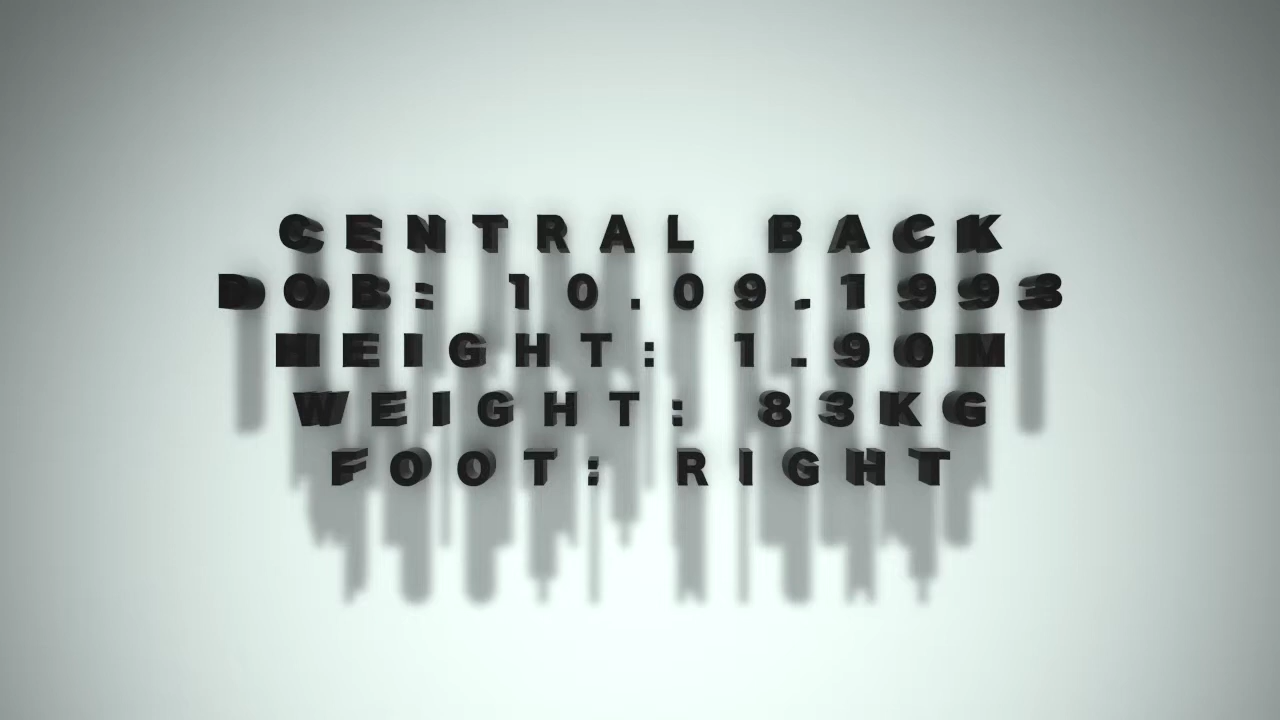 CENTRAL BACK
DOB: 10.09.1993
HEIGHT: 1.90M
WEIGHT: 83KG
FOOT: RIGHT